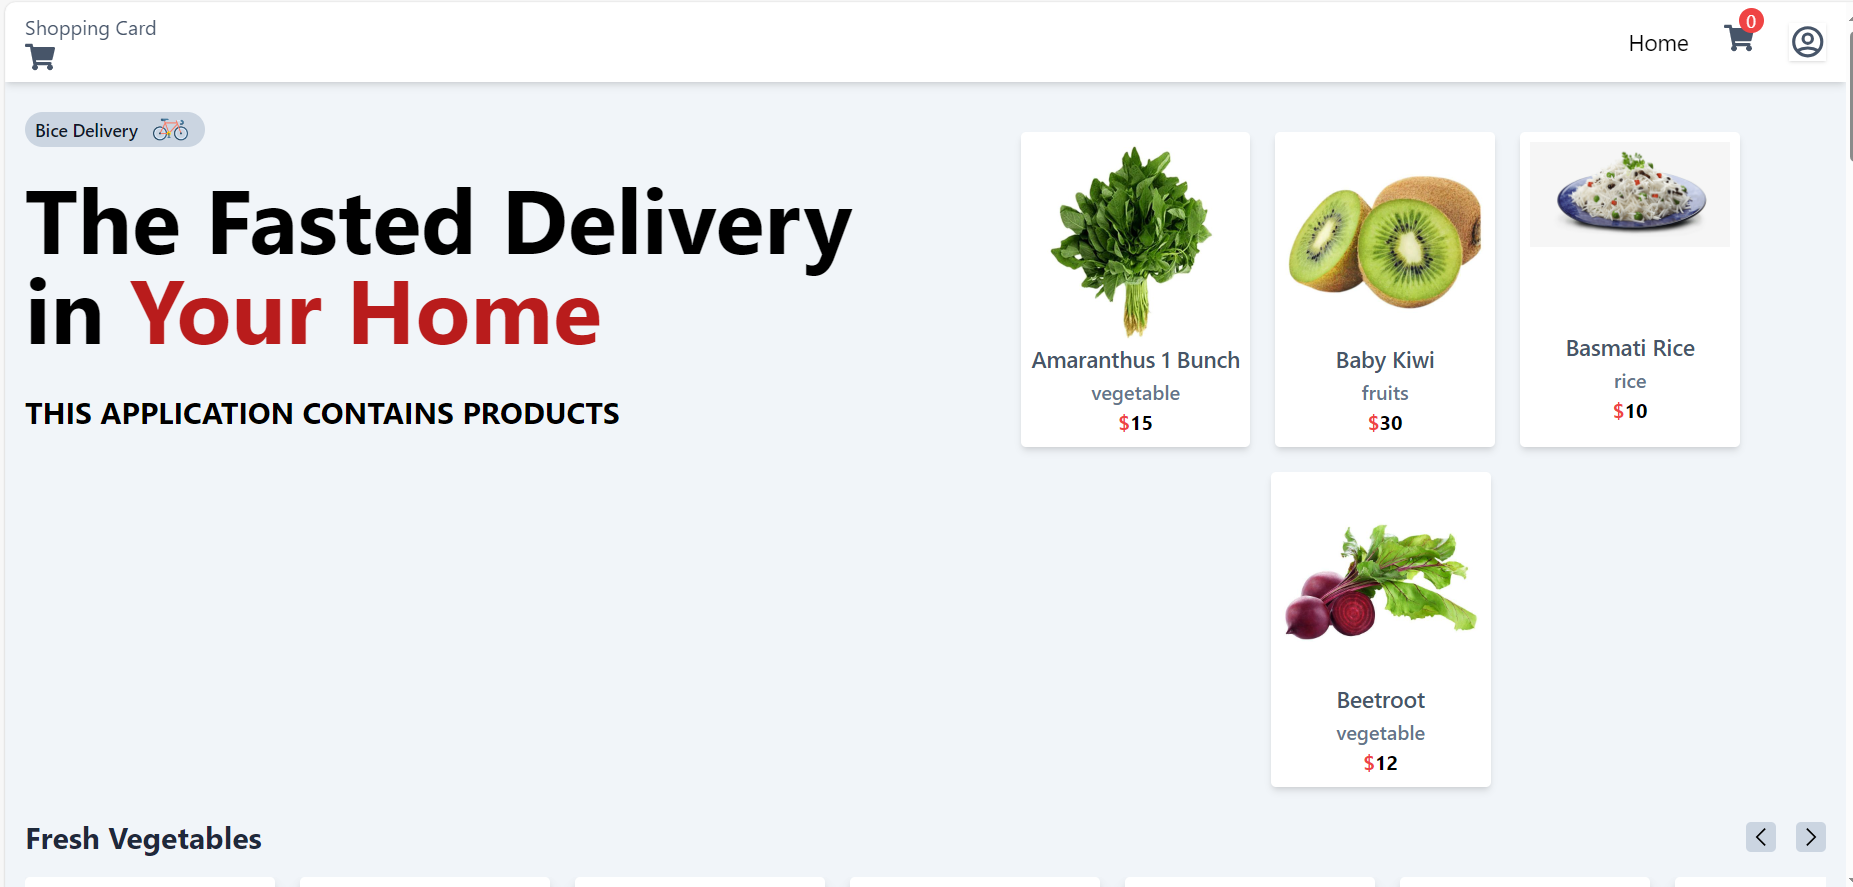 Shopping Card
Home
0
Bice Delivery
The Fasted Delivery
in Your Home
THIS APPLICATION CONTAINS PRODUCTS
Amaranthus 1 Bunch
vegetable
$15
Baby Kiwi
fruits
$30
Basmati Rice
rice
$10
Beetroot
vegetable
$12
Fresh Vegetables